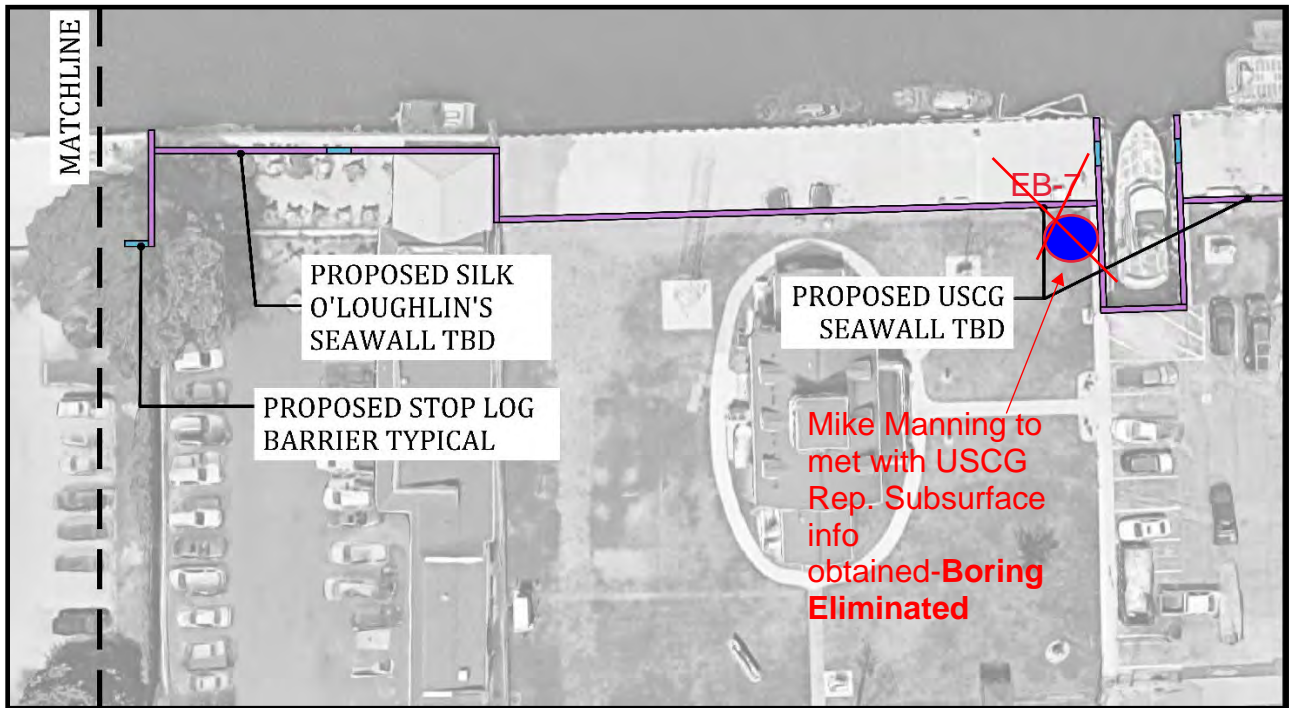 MATCHLINE
EB-7
PROPOSED SILK
O'LOUGHLIN'S
SEAWALL TBD
PROPOSED USCG
SEAWALL TBD
PROPOSED STOP LOG
BARRIER TYPICAL
Mike Manning to
met with USCG
Rep. Subsurface
info
obtained-Boring
Eliminated